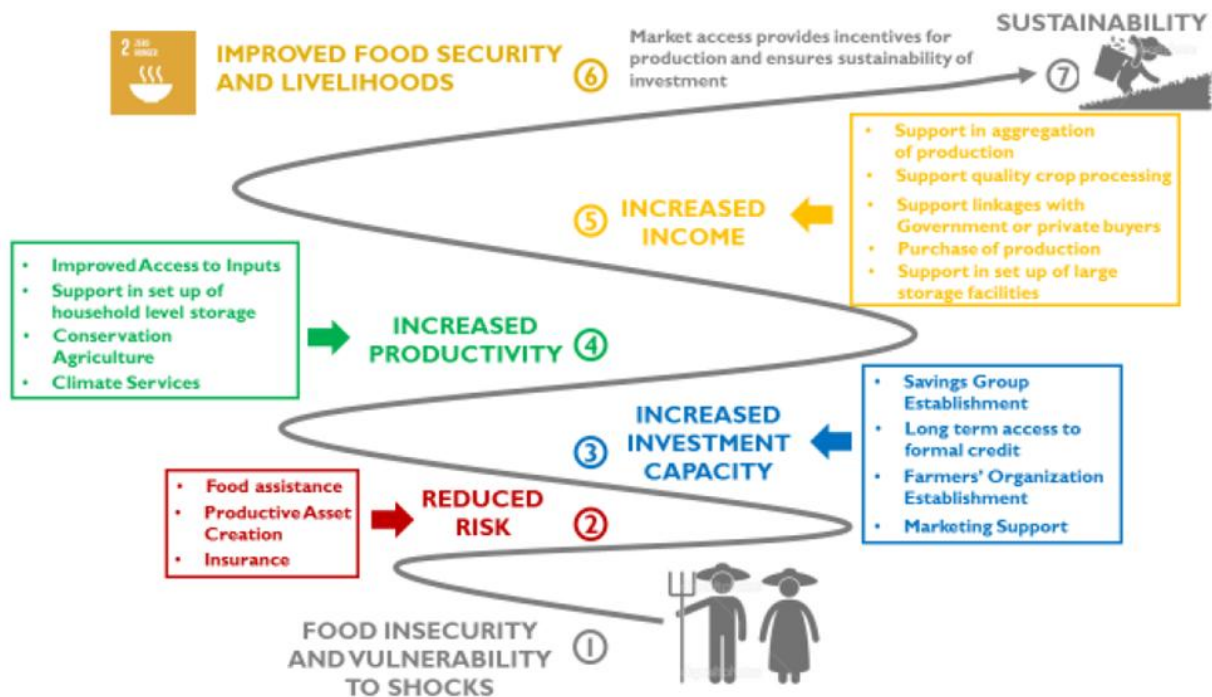 SUSTAINABILITY
2 ZERO
HUNGER
IMPROVED FOOD SECURITY
AND LIVELIHOODS
6
Market access provides incentives for
production and ensures sustainability of
investment
7
• Support in aggregation
of production
• Support quality crop processing
• Support linkages with
Government or private buyers
• Purchase of production
• Support in set up of large
storage facilities
5
INCREASED
INCOME
• Improved Access to Inputs
• Support in set up of
household level storage
• Conservation
Agriculture
• Climate Services
INCREASED
PRODUCTIVITY
4
• Savings Group
Establishment
• Long term access to
formal credit
• Farmers' Organization
Establishment
• Marketing Support
3
INCREASED
INVESTMENT
CAPACITY
• Food assistance
• Productive Asset
Creation
• Insurance
REDUCED
RISK
2
FOOD INSECURITY
AND VULNERABILITY
TO SHOCKS
1